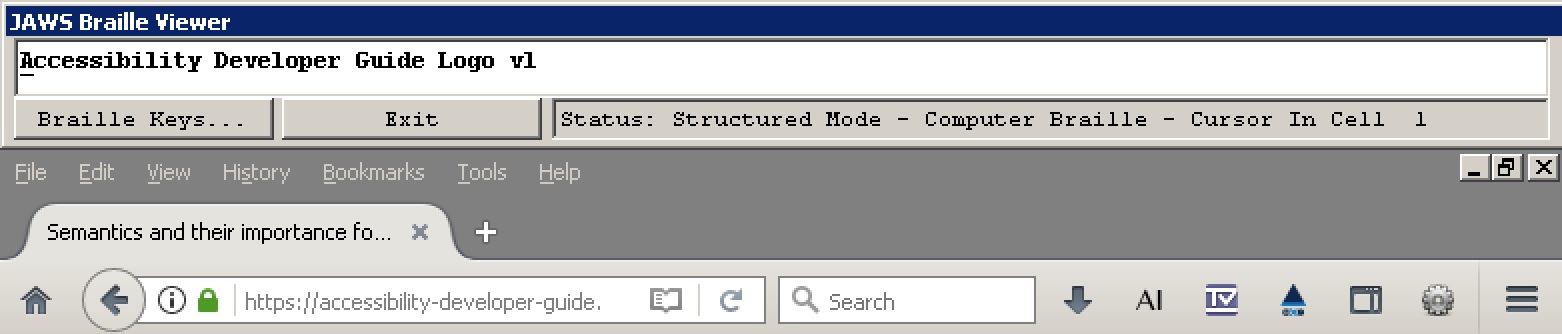 JAWS Braille Viewer
Accessibility Developer Guide Logo vl
Braille Keys... Exit Status: Structured Mode - Computer Braille - Cursor In Cell 1
File Edit View History Bookmarks Tools Help
Semantics and their importance fo...
https://accessibility-developer-guide. Search AI IV
axe